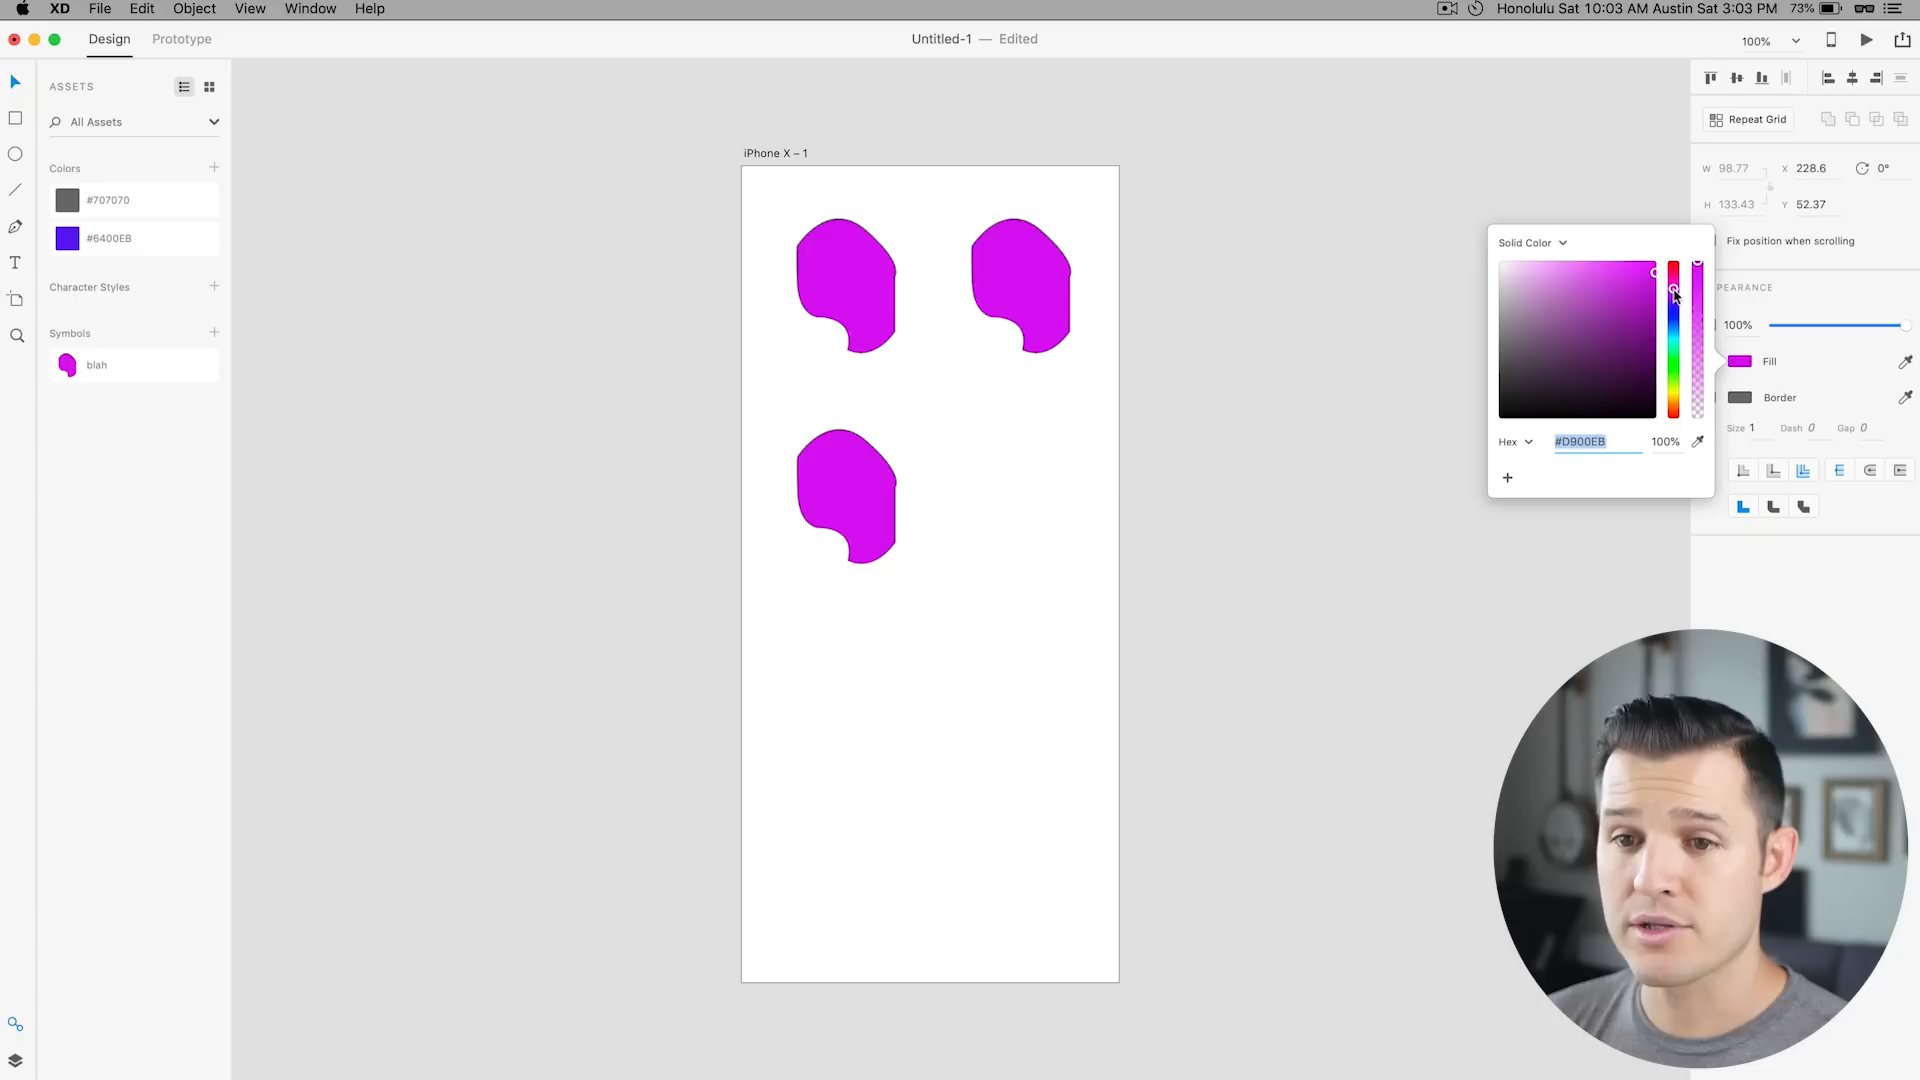 XD File Edit Object View Window Help
Honolulu Sat 10:03 AM Austin Sat 3:03 PM 73%
Design Prototype
Untitled-1 — Edited
100%
ASSETS
All Assets
Colors
#707070
#6400EB
Character Styles
Symbols
blah
iPhone X – 1
Repeat Grid
W 98.77 X 228.6 0°
H 133.43 Y 52.37
Fix position when scrolling
PEARANCE
100%
Fill
Border
Size 1 Dash 0 Gap 0
Solid Color
Hex #D900EB 100%